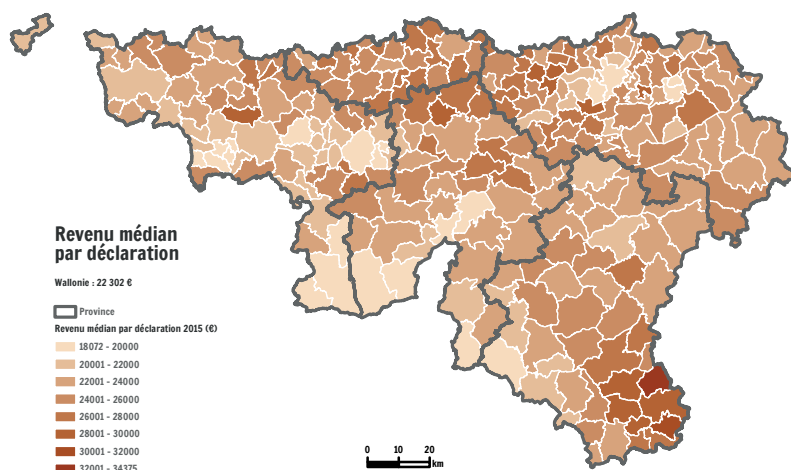 Revenu médian
par déclaration
Wallonie : 22 302 €
Province
Revenu médian par déclaration 2015 (€)
18072 - 20000
20001 - 22000
22001 - 24000
24001 - 26000
26001 - 28000
28001 - 30000
30001 - 32000
32001 - 34375
0 10 20
km